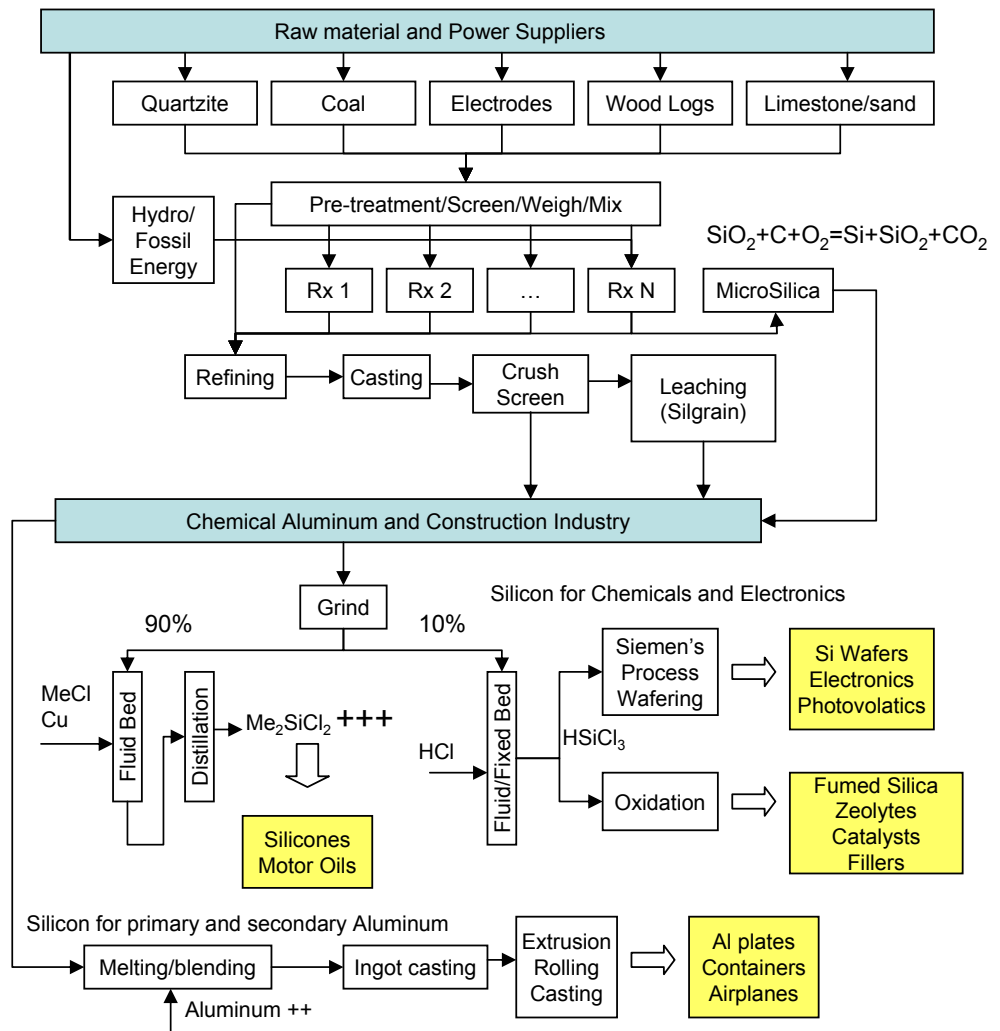 Raw material and Power Suppliers
Quartzite
Coal
Electrodes
Wood Logs
Limestone/sand
Pre-treatment/Screen/Weigh/Mix
Hydro/
Fossil
Energy
SiO₂+C+O₂=Si+SiO₂+CO₂
Rx 1
Rx 2
…
Rx N
MicroSilica
Refining
Casting
Crush
Screen
Leaching
(Silgrain)
Chemical Aluminum and Construction Industry
Grind
Silicon for Chemicals and Electronics
90%
10%
MeCl
Cu
Fluid Bed
Distillation
Me₂SiCl₂ +++
Silicones
Motor Oils
HCl
Fluid/Fixed Bed
HSiCl₃
Siemen's
Process
Wafering
Si Wafers
Electronics
Photovolatics
Oxidation
Fumed Silica
Zeolytes
Catalysts
Fillers
Silicon for primary and secondary Aluminum
Melting/blending
Ingot casting
Extrusion
Rolling
Casting
Al plates
Containers
Airplanes
Aluminum ++